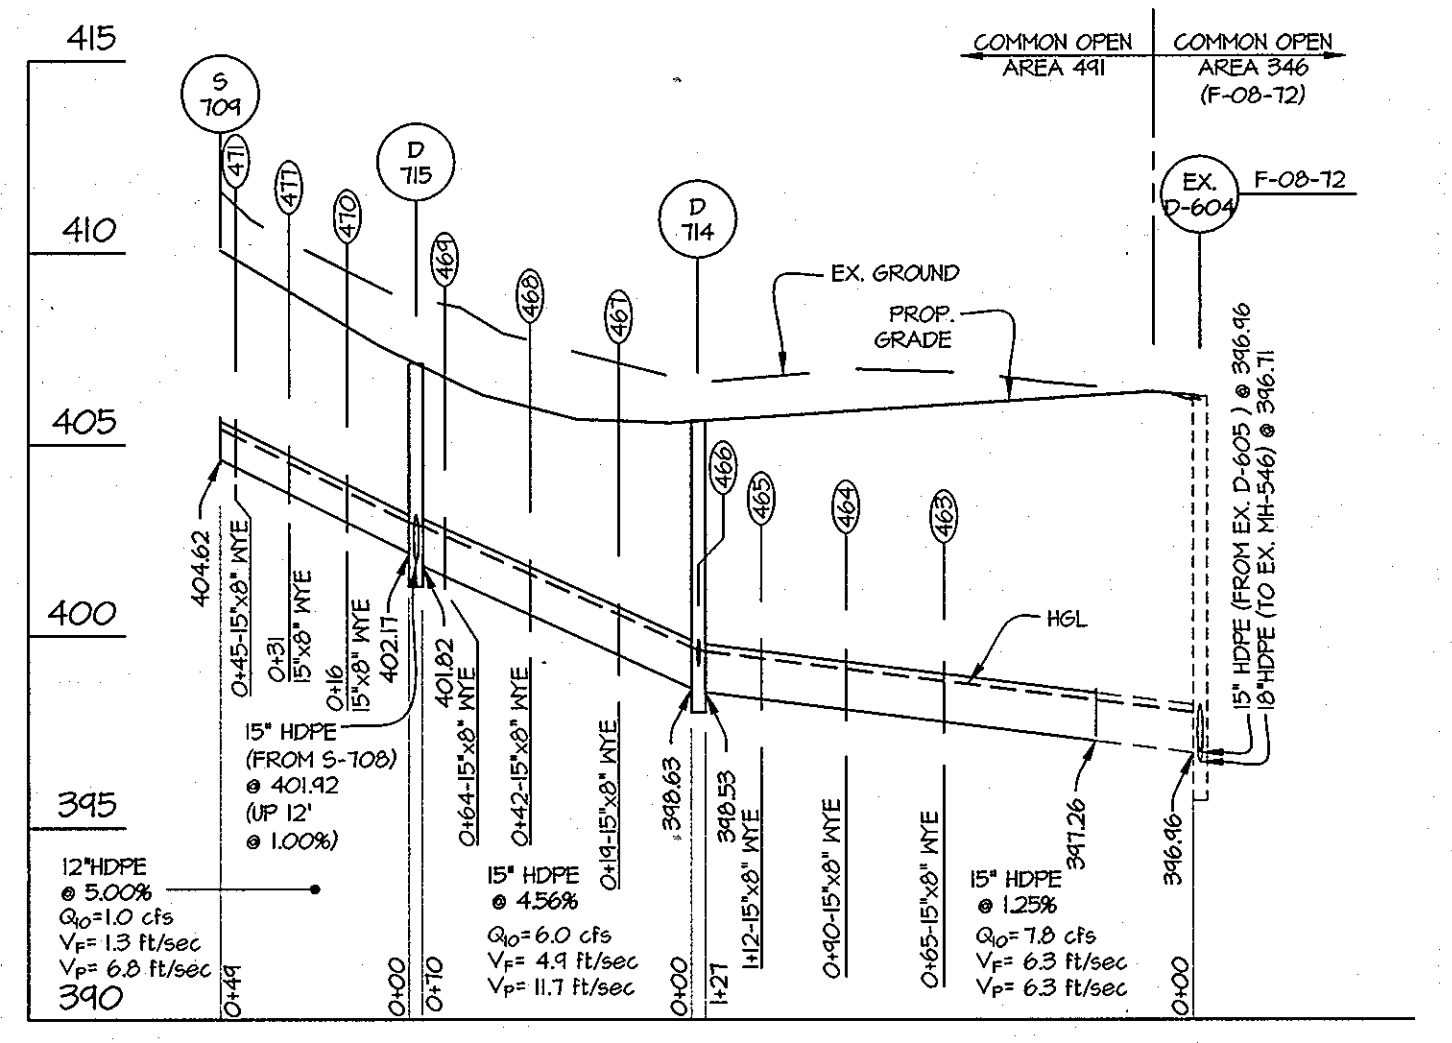 415
410
405
400
395
390
S
709
D
715
D
714
EX.
D-604
F-08-72
COMMON OPEN
AREA 491
COMMON OPEN
AREA 346
(F-08-72)
471
477
470
469
468
467
466
465
464
463
EX. GROUND
PROP.
GRADE
HGL
404.62
0+45-15"x8" WYE
0+31
15"x8" WYE
0+16
15"x8" WYE
402.17
401.82
0+64-15"x8" WYE
0+42-15"x8" WYE
0+19-15"x8" WYE
398.63
398.53
1+12-15"x8" WYE
0+90-15"x8" WYE
0+65-15"x8" WYE
397.26
396.96
15" HDPE (FROM EX. D-605 ) @ 396.96
18"HDPE (TO EX. MH-546) @ 396.71
15" HDPE
(FROM S-708)
@ 401.92
(UP 12'
@ 1.00%)
12"HDPE
@ 5.00%
Q10=1.0 cfs
VF= 1.3 ft/sec
VP= 6.8 ft/sec
15" HDPE
@ 4.56%
Q10=6.0 cfs
VF= 4.9 ft/sec
VP= 11.7 ft/sec
15" HDPE
@ 1.25%
Q10=7.8 cfs
VF= 6.3 ft/sec
VP= 6.3 ft/sec
0+49
0+00
0+70
0+00
1+27
0+00